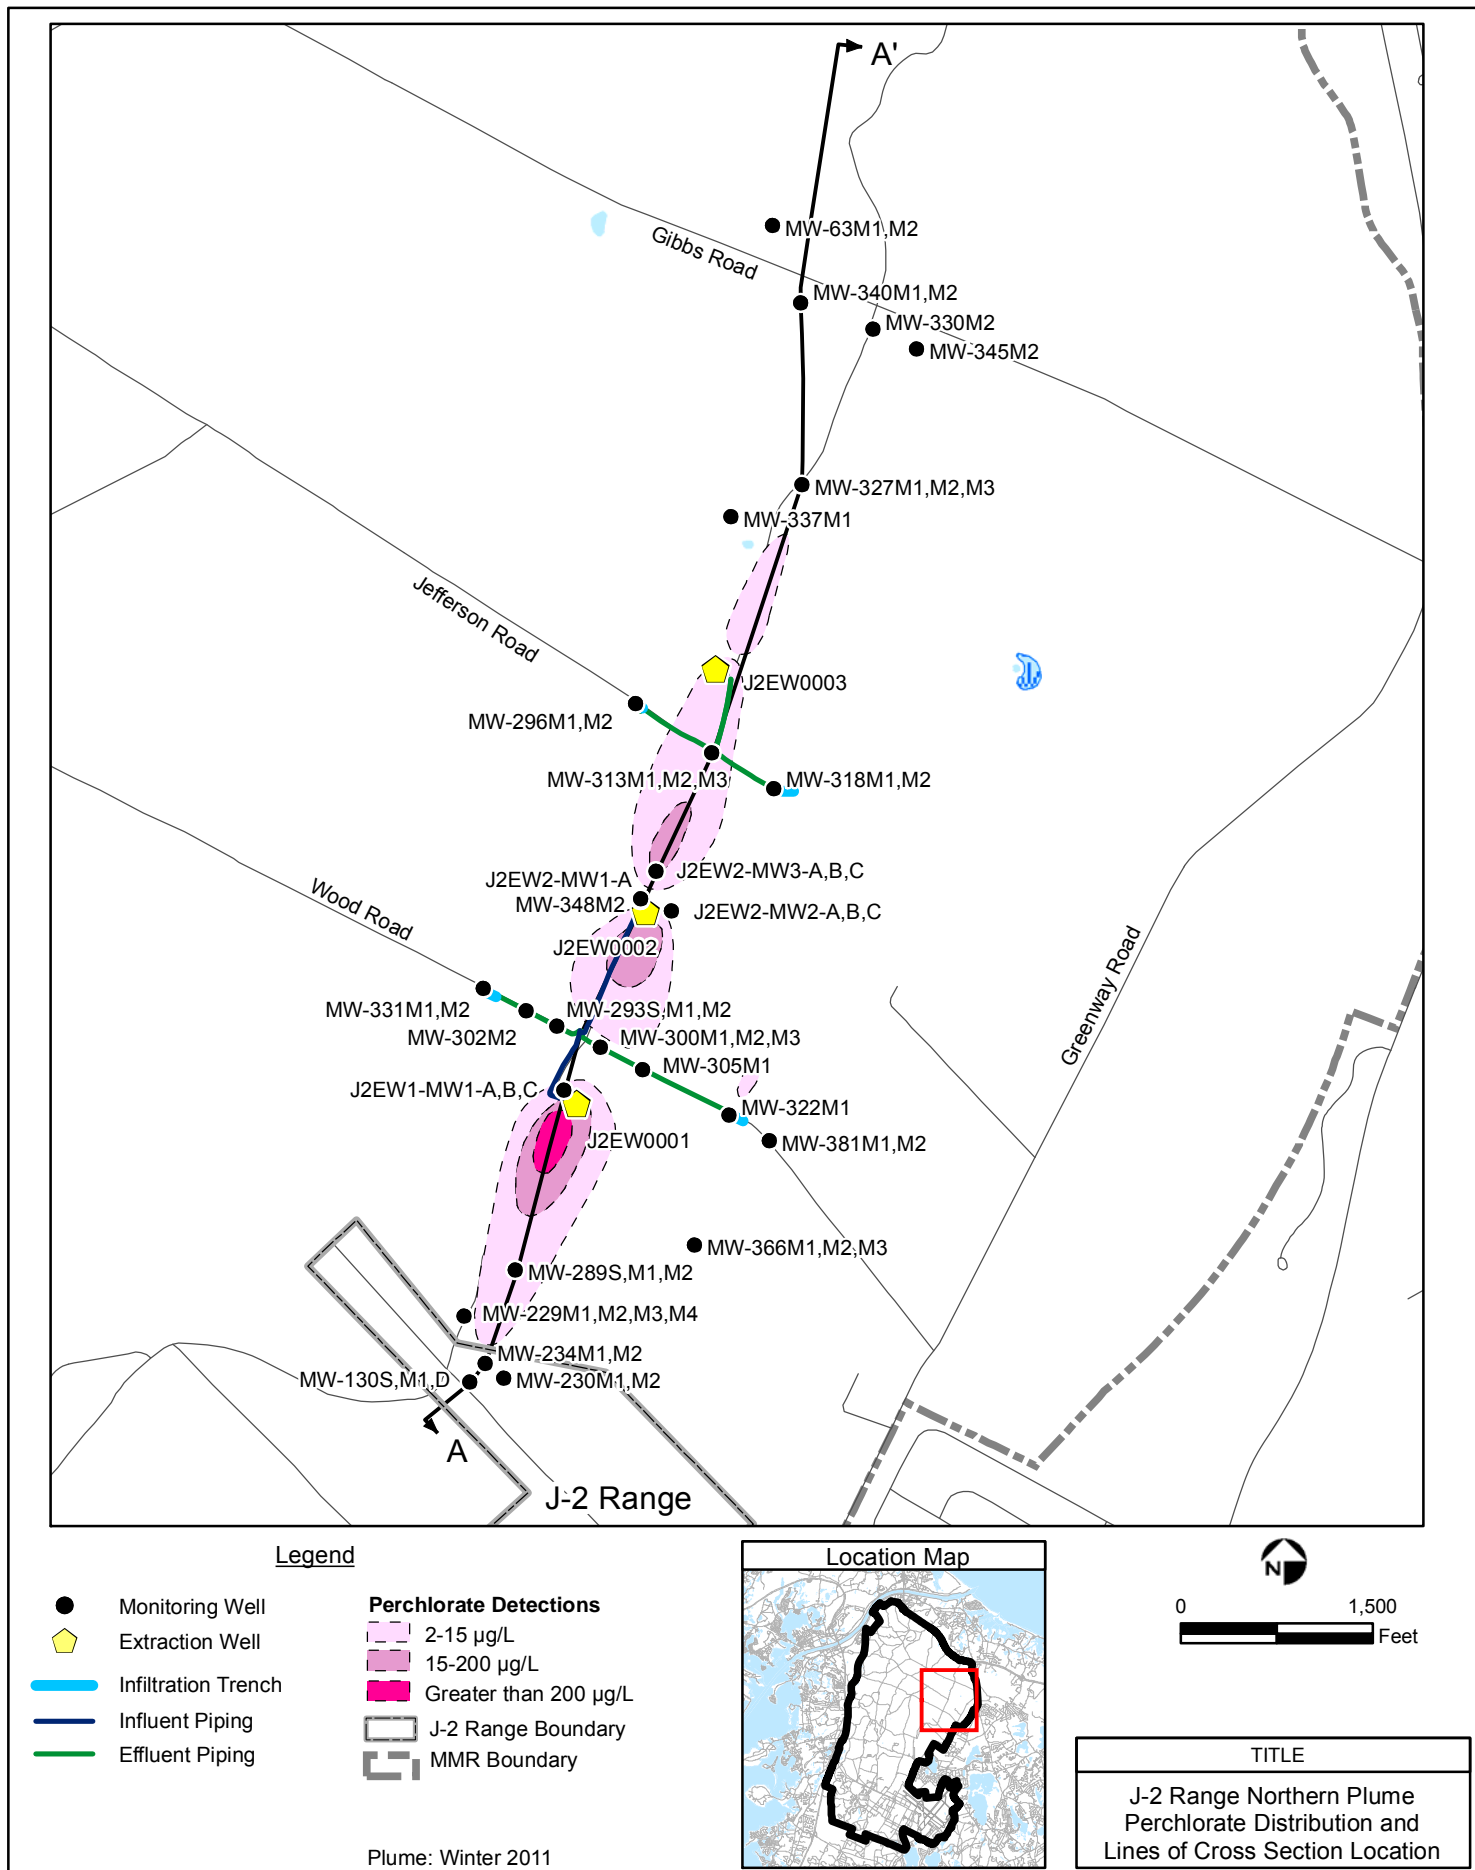 A'
MW-63M1,M2
Gibbs Road
MW-340M1,M2
MW-330M2
MW-345M2
MW-327M1,M2,M3
MW-337M1
Jefferson Road
J2EW0003
MW-296M1,M2
MW-313M1,M2,M3
MW-318M1,M2
J2EW2-MW3-A,B,C
J2EW2-MW1-A
MW-348M2
J2EW2-MW2-A,B,C
Wood Road
J2EW0002
Greenway Road
MW-331M1,M2
MW-293S,M1,M2
MW-302M2
MW-300M1,M2,M3
MW-305M1
J2EW1-MW1-A,B,C
MW-322M1
J2EW0001
MW-381M1,M2
MW-366M1,M2,M3
MW-289S,M1,M2
MW-229M1,M2,M3,M4
MW-234M1,M2
MW-130S,M1,D
MW-230M1,M2
A
J-2 Range
Legend
Monitoring Well
Extraction Well
Infiltration Trench
Influent Piping
Effluent Piping
Perchlorate Detections
2-15 µg/L
15-200 µg/L
Greater than 200 µg/L
J-2 Range Boundary
MMR Boundary
Plume: Winter 2011
Location Map
N
0 1,500
Feet
TITLE
J-2 Range Northern Plume
Perchlorate Distribution and
Lines of Cross Section Location